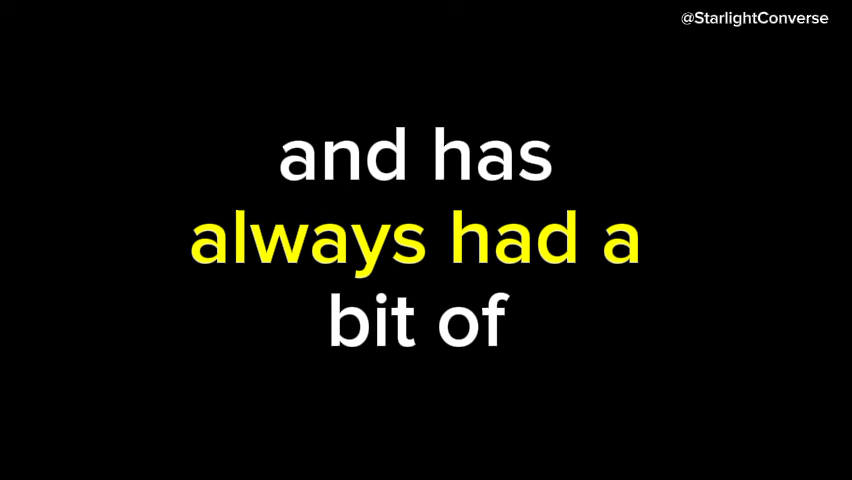 @StarlightConverse
and has
always had a
bit of